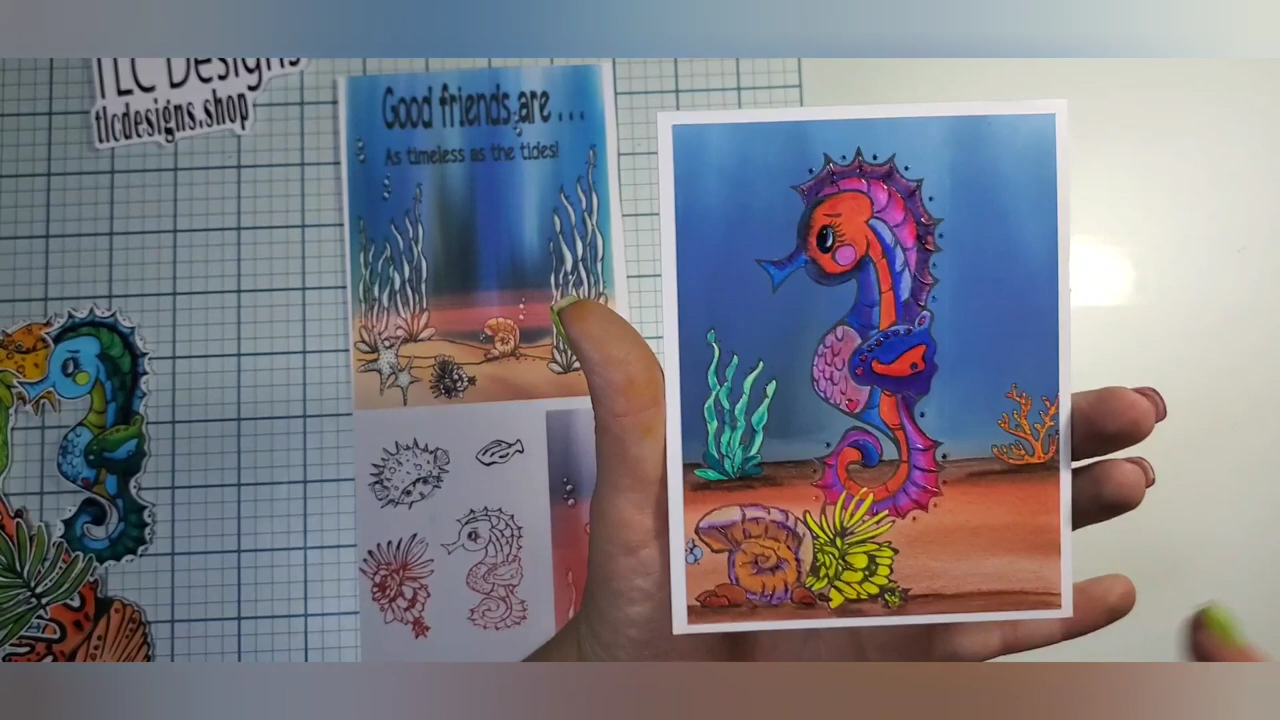 TLC Designs
tlcdesigns.shop
Good friends are ...
As timeless as the tides!